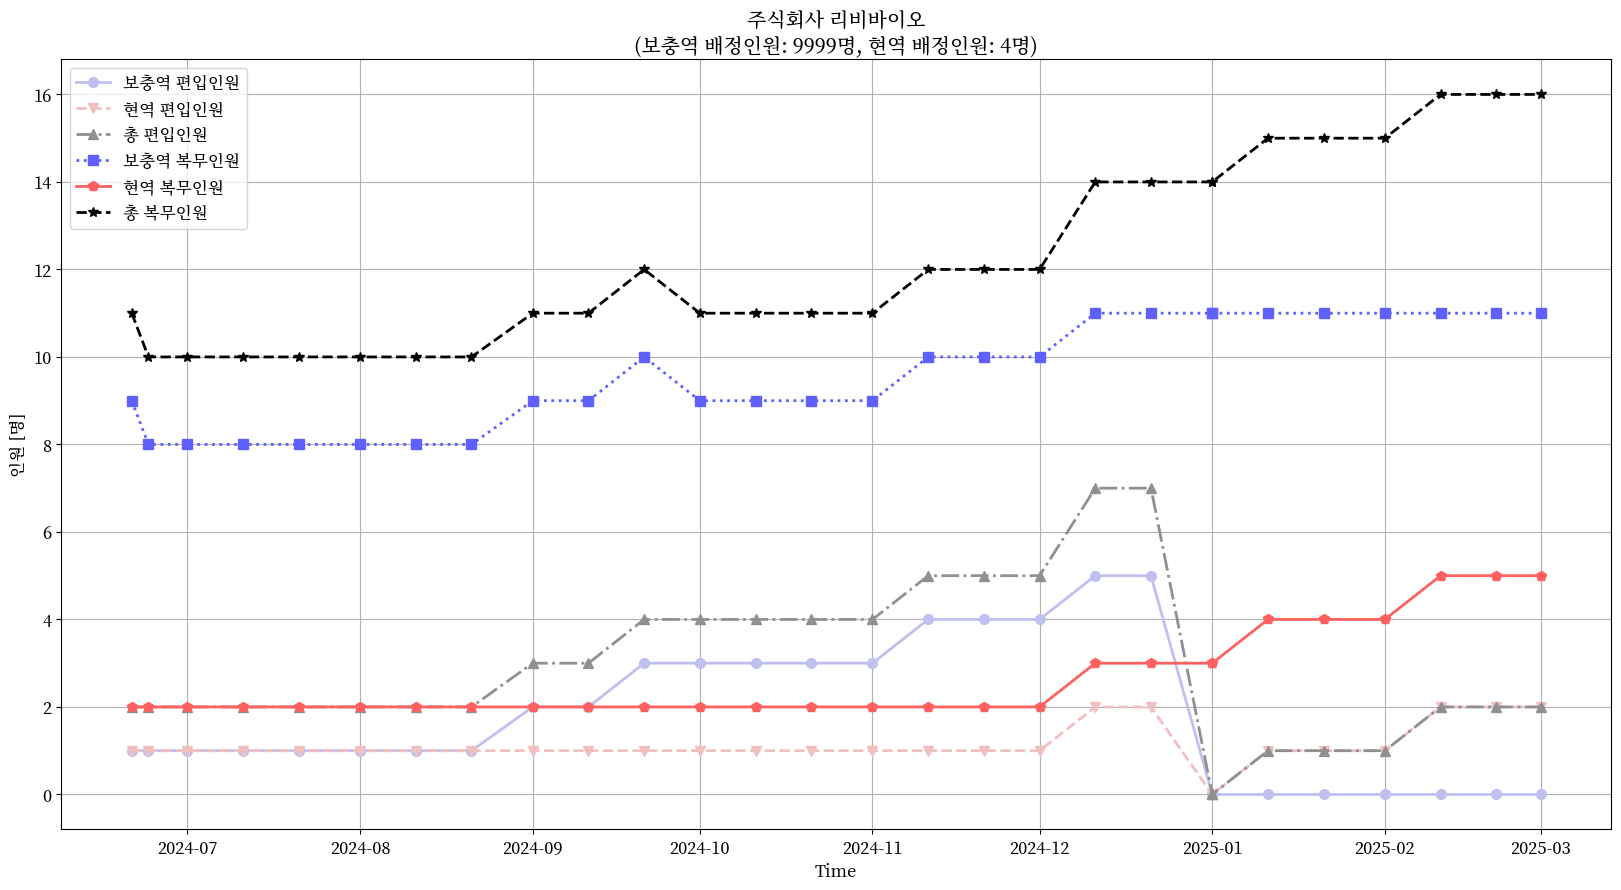 주식회사 리비바이오
(보충역 배정인원: 9999명, 현역 배정인원: 4명)
보충역 편입인원
현역 편입인원
총 편입인원
보충역 복무인원
현역 복무인원
총 복무인원
인원 [명]
16
14
12
10
8
6
4
2
0
2024-07
2024-08
2024-09
2024-10
2024-11
2024-12
2025-01
2025-02
2025-03
Time